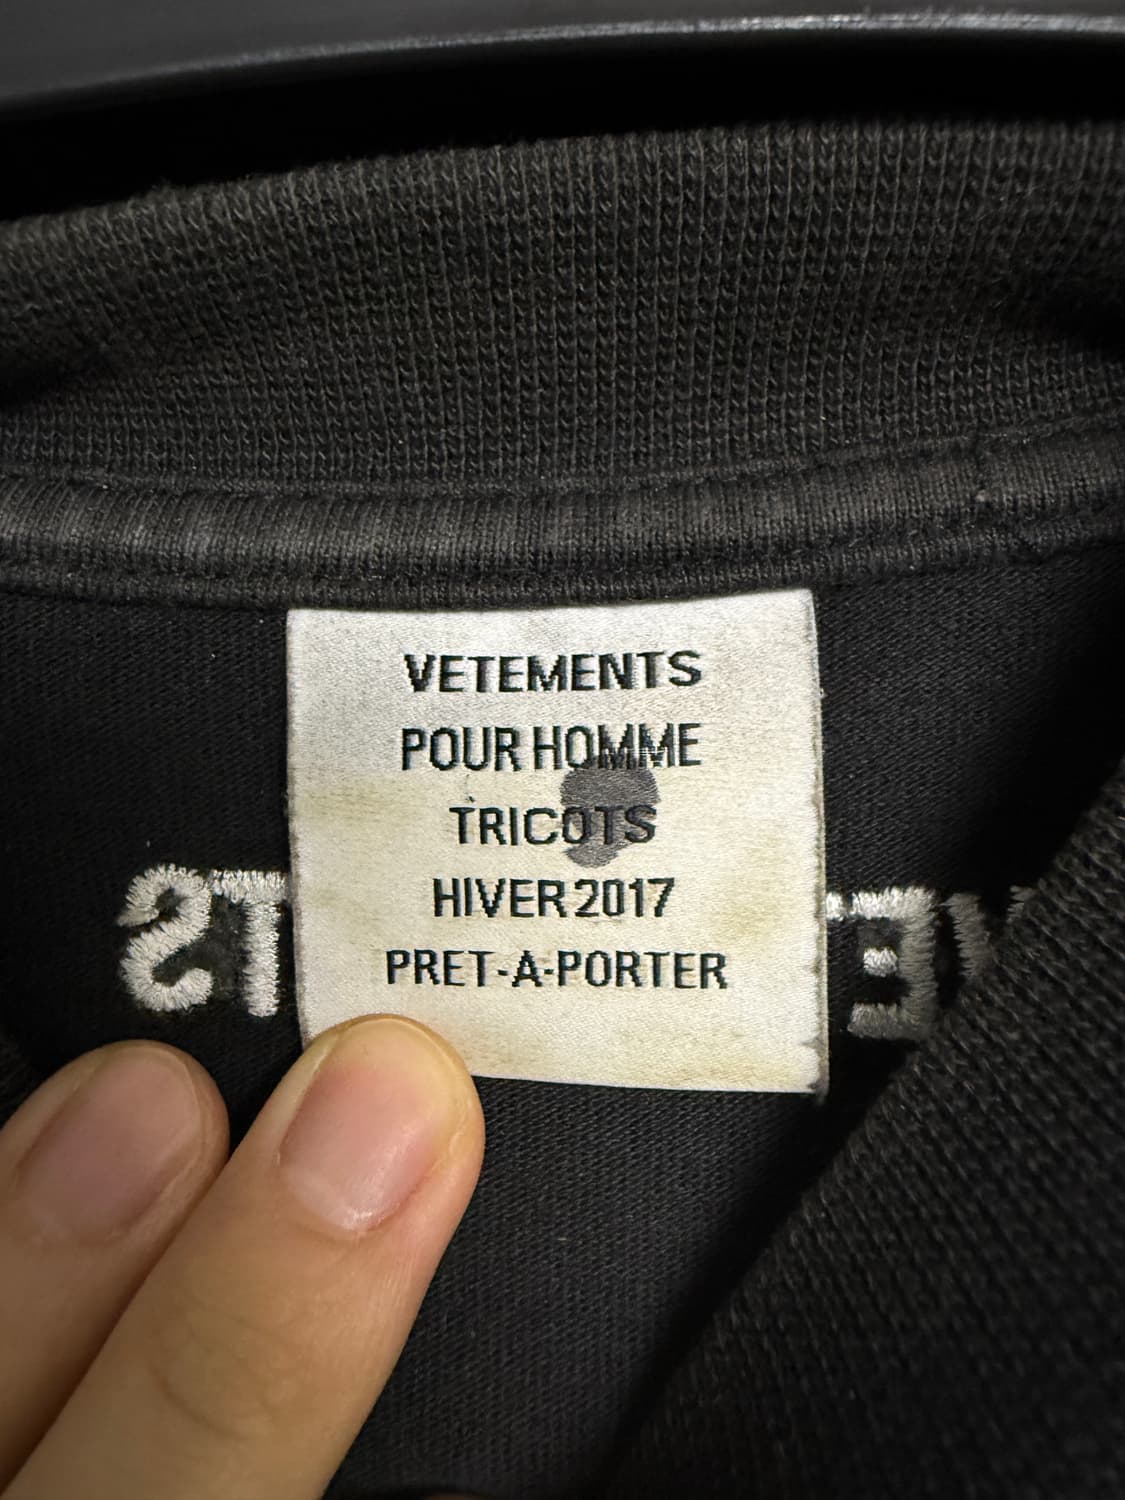 VETEMENTS
POUR HOMME
TRICOTS
HIVER 2017
PRET-A-PORTER